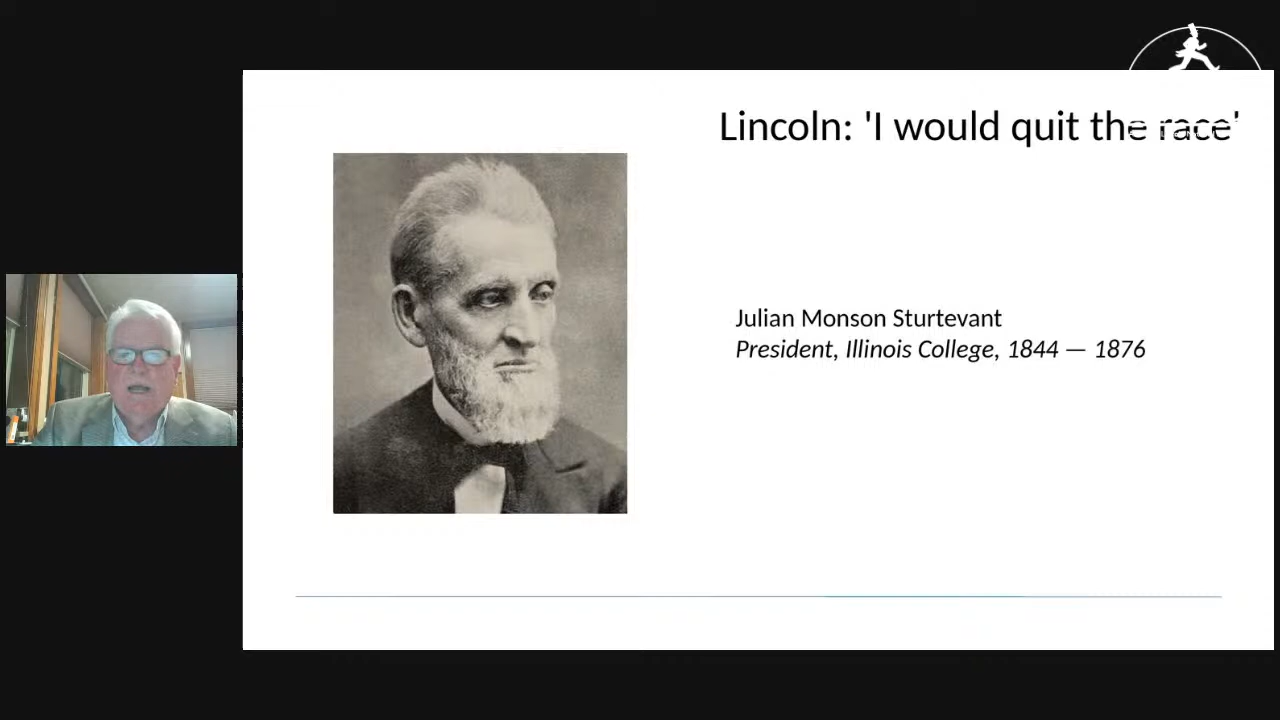 Lincoln: 'I would quit the race'
Julian Monson Sturtevant
President, Illinois College, 1844 — 1876